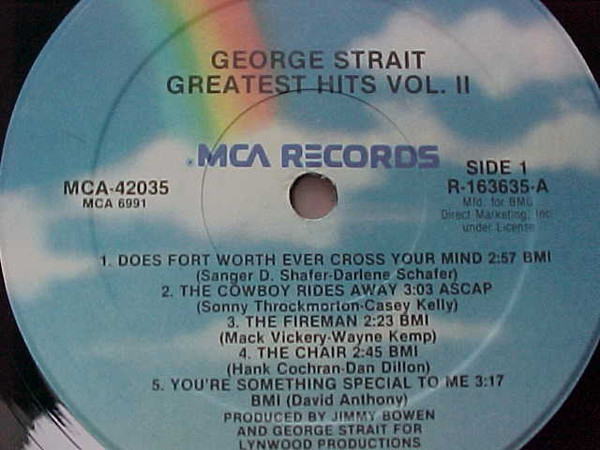 GEORGE STRAIT
GREATEST HITS VOL. II
MCA RECORDS
MCA-42035
MCA 6991
SIDE 1
R-163635-A
Mfd. for BMG
Direct Marketing, Inc.
under License
1. DOES FORT WORTH EVER CROSS YOUR MIND 2:57 BMI
(Sanger D. Shafer-Darlene Schafer)
2. THE COWBOY RIDES AWAY 3:03 ASCAP
(Sonny Throckmorton-Casey Kelly)
3. THE FIREMAN 2:23 BMI
(Mack Vickery-Wayne Kemp)
4. THE CHAIR 2:45 BMI
(Hank Cochran-Dan Dillon)
5. YOU'RE SOMETHING SPECIAL TO ME 3:17
BMI (David Anthony)
PRODUCED BY JIMMY BOWEN
AND GEORGE STRAIT FOR
LYNWOOD PRODUCTIONS